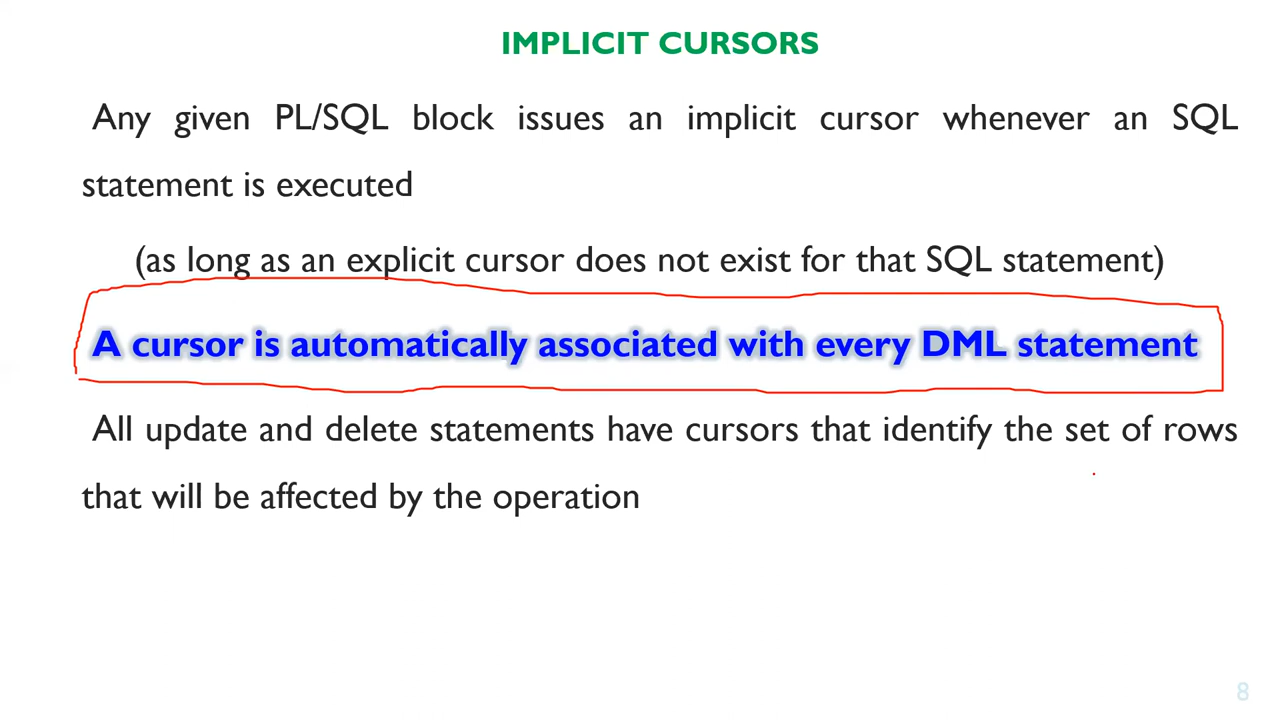 IMPLICIT CURSORS
Any given PL/SQL block issues an implicit cursor whenever an SQL
statement is executed
(as long as an explicit cursor does not exist for that SQL statement)
A cursor is automatically associated with every DML statement
All update and delete statements have cursors that identify the set of rows
that will be affected by the operation
8